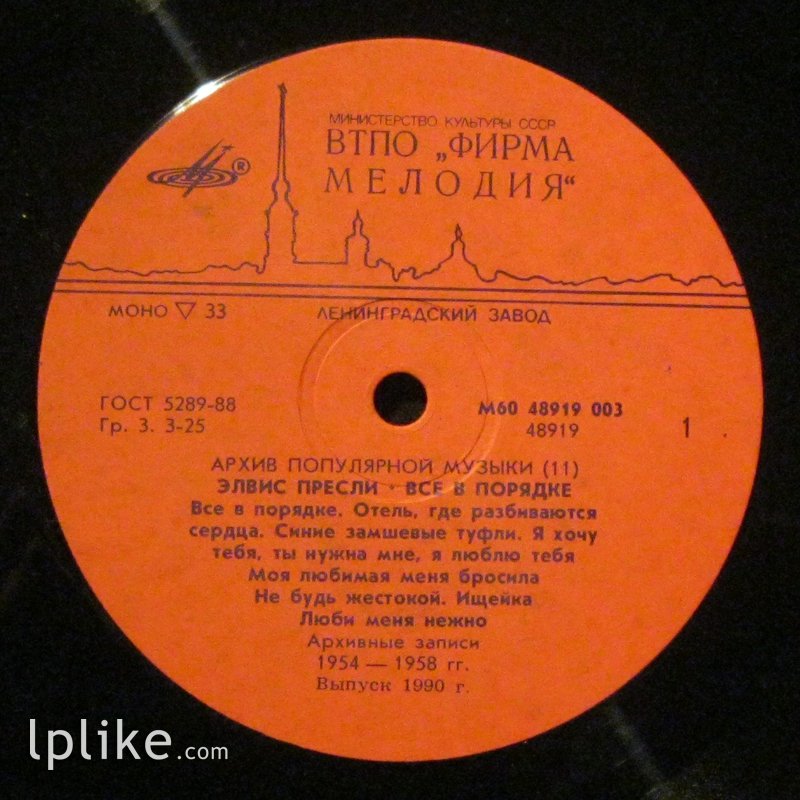 МИНИСТЕРСТВО КУЛЬТУРЫ СССР
ВТПО „ФИРМА
МЕЛОДИЯ“
®
МОНО ▽ 33
ЛЕНИНГРАДСКИЙ ЗАВОД
ГОСТ 5289-88
Гр. 3. 3-25
М60 48919 003
48919
1
АРХИВ ПОПУЛЯРНОЙ МУЗЫКИ (11)
ЭЛВИС ПРЕСЛИ · ВСЕ В ПОРЯДКЕ
Все в порядке. Отель, где разбиваются
сердца. Синие замшевые туфли. Я хочу
тебя, ты нужна мне, я люблю тебя
Моя любимая меня бросила
Не будь жестокой. Ищейка
Люби меня нежно
Архивные записи
1954 — 1958 гг.
Выпуск 1990 г.
lplike.com